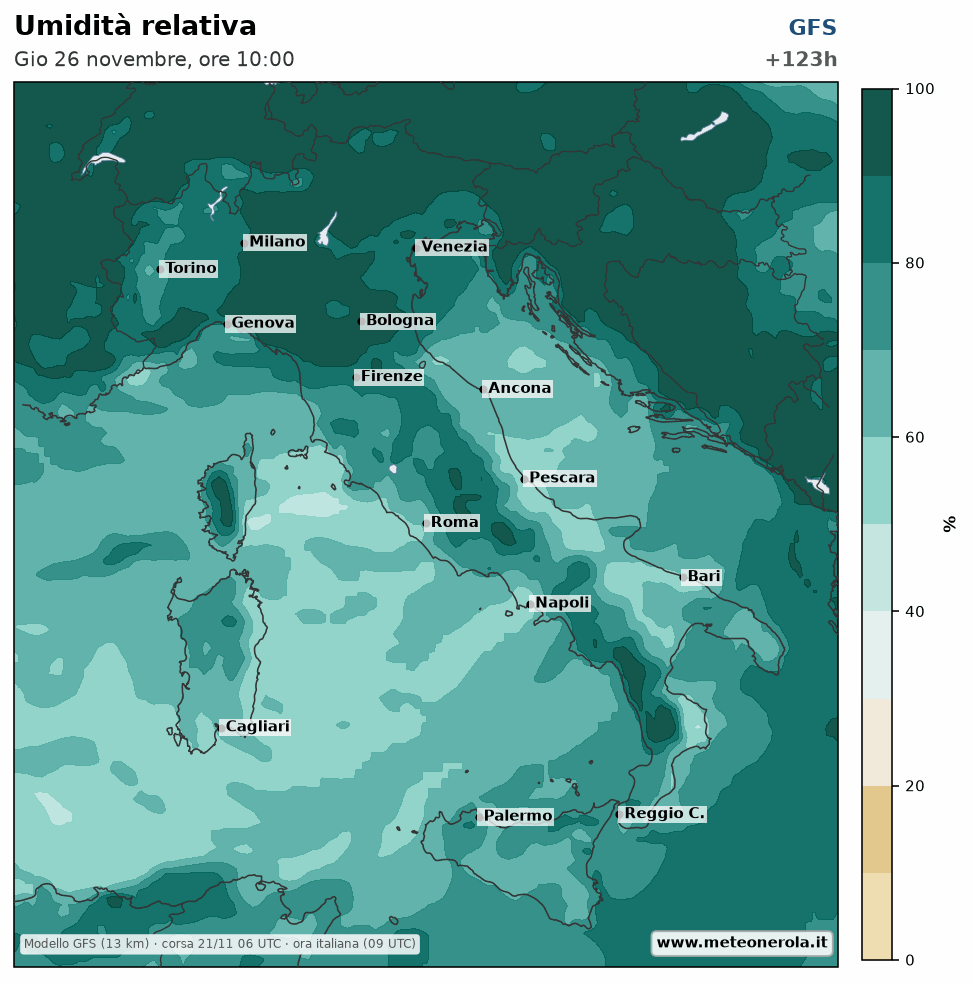 Umidità relativa
GFS
Gio 26 novembre, ore 10:00
+123h
100
80
60
40
20
0
%
Milano
Venezia
Torino
Genova
Bologna
Firenze
Ancona
Pescara
Roma
Bari
Napoli
Cagliari
Palermo
Reggio C.
Modello GFS (13 km) · corsa 21/11 06 UTC · ora italiana (09 UTC)
www.meteonerola.it